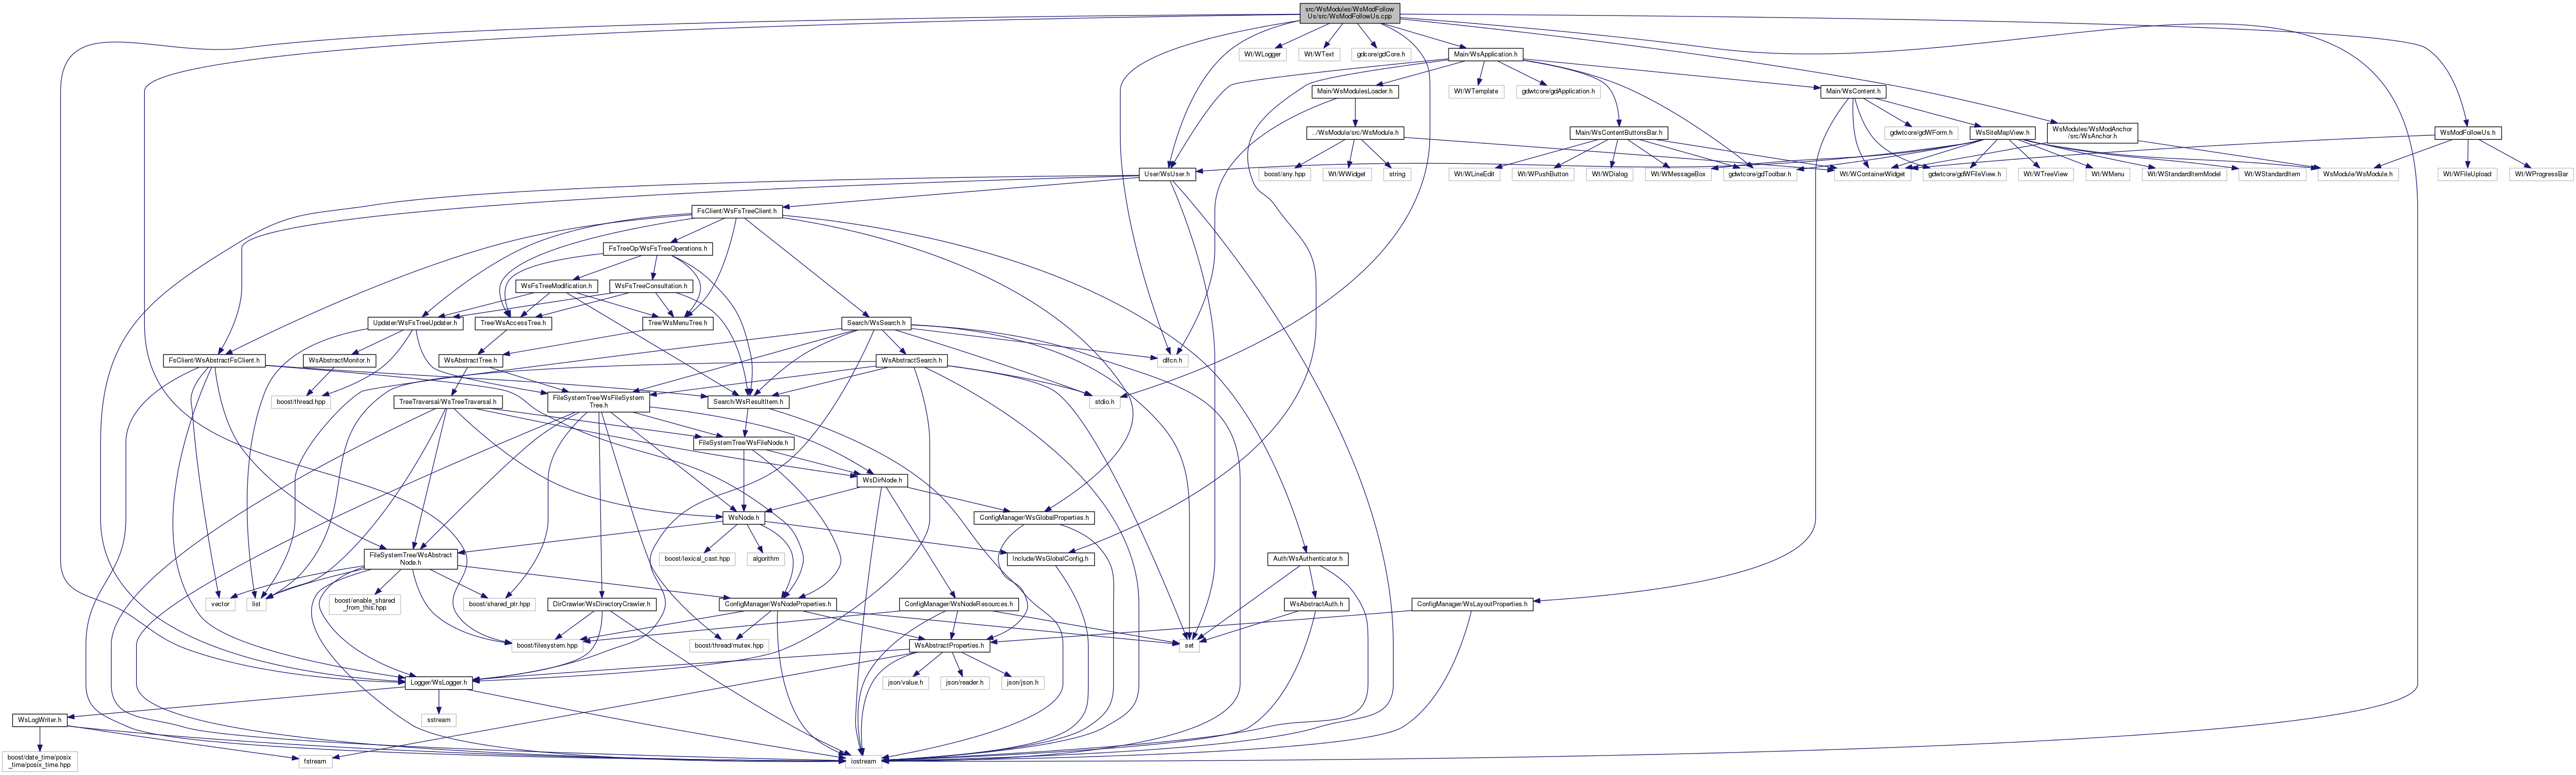 src/WsModules/WsModFollow
Us/src/WsModFollowUs.cpp
Wt/WLogger
Wt/WText
gdcore/gdCore.h
Main/WsApplication.h
Main/WsModulesLoader.h
Wt/WTemplate
gdwtcore/gdApplication.h
Main/WsContent.h
../WsModule/src/WsModule.h
Main/WsContentButtonsBar.h
gdwtcore/gdWForm.h
WsSiteMapView.h
WsModules/WsModAnchor
/src/WsAnchor.h
WsModFollowUs.h
User/WsUser.h
boost/any.hpp
Wt/WWidget
string
Wt/WLineEdit
Wt/WPushButton
Wt/WDialog
Wt/WMessageBox
gdwtcore/gdToolbar.h
Wt/WContainerWidget
gdwtcore/gdWFileView.h
Wt/WTreeView
Wt/WMenu
Wt/WStandardItemModel
Wt/WStandardItem
WsModule/WsModule.h
Wt/WFileUpload
Wt/WProgressBar
FsClient/WsFsTreeClient.h
FsTreeOp/WsFsTreeOperations.h
WsFsTreeModification.h
WsFsTreeConsultation.h
Updater/WsFsTreeUpdater.h
Tree/WsAccessTree.h
Tree/WsMenuTree.h
Search/WsSearch.h
FsClient/WsAbstractFsClient.h
WsAbstractMonitor.h
WsAbstractTree.h
WsAbstractSearch.h
dlfcn.h
boost/thread.hpp
TreeTraversal/WsTreeTraversal.h
FileSystemTree/WsFileSystem
Tree.h
Search/WsResultItem.h
stdio.h
FileSystemTree/WsFileNode.h
WsDirNode.h
WsNode.h
ConfigManager/WsGlobalProperties.h
FileSystemTree/WsAbstract
Node.h
boost/lexical_cast.hpp
algorithm
Include/WsGlobalConfig.h
Auth/WsAuthenticator.h
vector
list
boost/enable_shared
_from_this.hpp
boost/shared_ptr.hpp
DirCrawler/WsDirectoryCrawler.h
ConfigManager/WsNodeProperties.h
ConfigManager/WsNodeResources.h
WsAbstractAuth.h
ConfigManager/WsLayoutProperties.h
boost/filesystem.hpp
boost/thread/mutex.hpp
WsAbstractProperties.h
set
Logger/WsLogger.h
json/value.h
json/reader.h
json/json.h
WsLogWriter.h
sstream
boost/date_time/posix
_time/posix_time.hpp
fstream
iostream